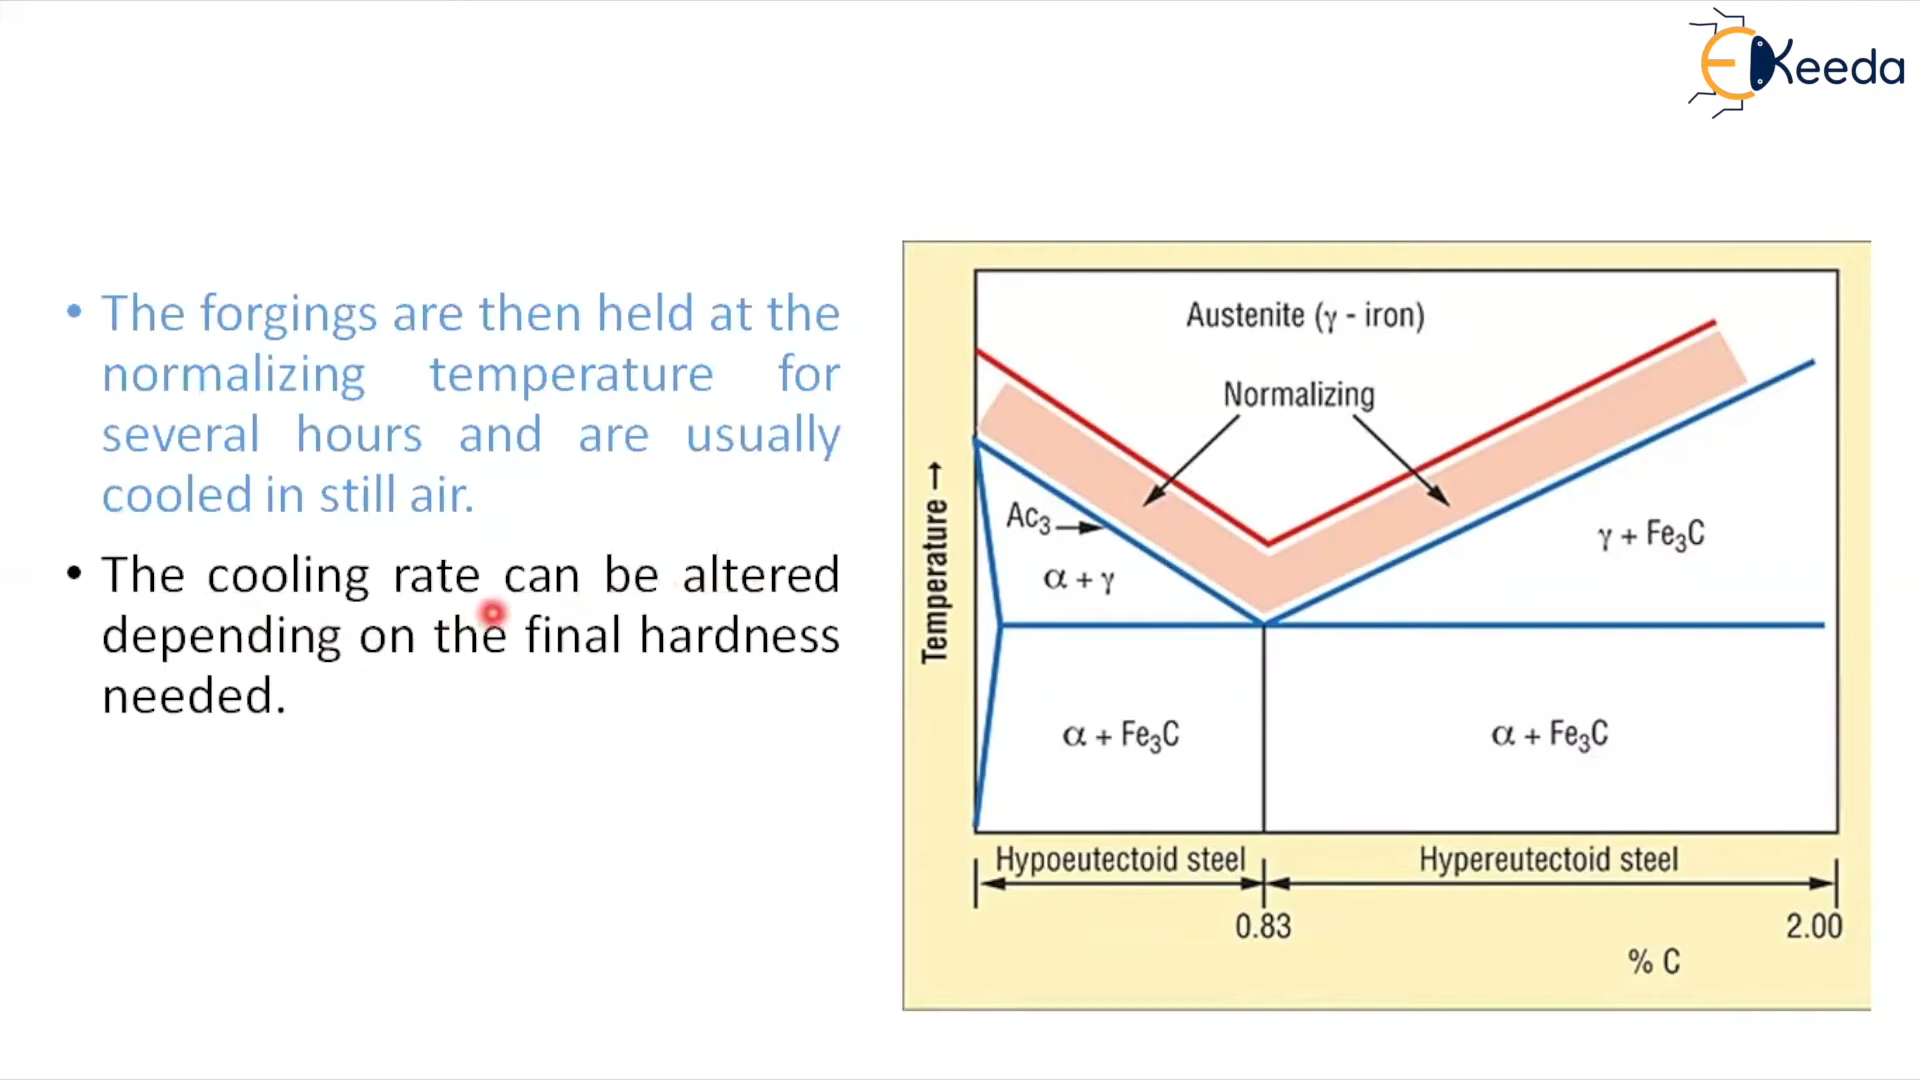 EKeeda
• The forgings are then held at the
normalizing temperature for
several hours and are usually
cooled in still air.
• The cooling rate can be altered
depending on the final hardness
needed.
Austenite (γ - iron)
Normalizing
Temperature →
Ac₃
α + γ
γ + Fe₃C
α + Fe₃C
α + Fe₃C
Hypoeutectoid steel
Hypereutectoid steel
0.83
2.00
% C